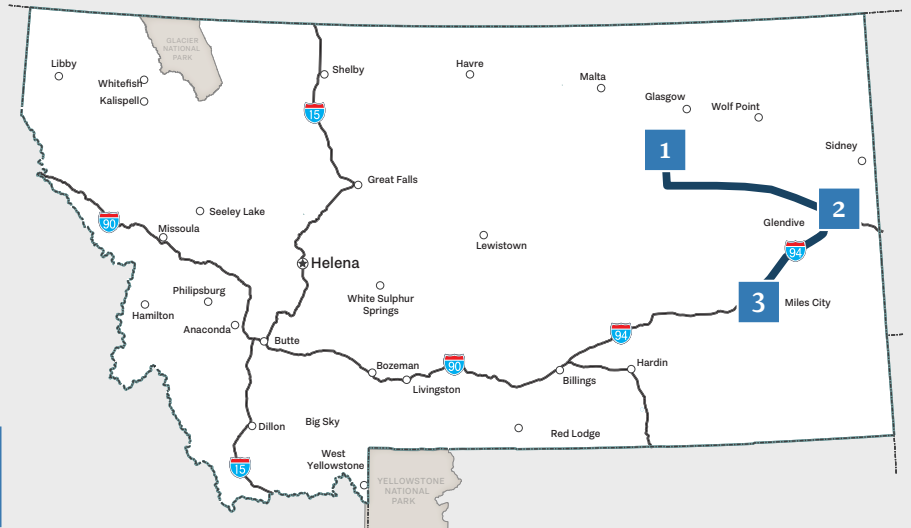 GLACIER
NATIONAL
PARK
Libby
Whitefish
Kalispell
Shelby
15
Havre
Malta
Glasgow
Wolf Point
1
Sidney
Great Falls
2
Seeley Lake
90
Missoula
Glendive
94
Lewistown
Helena
Philipsburg
Hamilton
Anaconda
White Sulphur
Springs
3
Miles City
Butte
94
Bozeman
90
Livingston
Billings
Hardin
Dillon
Big Sky
Red Lodge
West
Yellowstone
15
YELLOWSTONE
NATIONAL
PARK